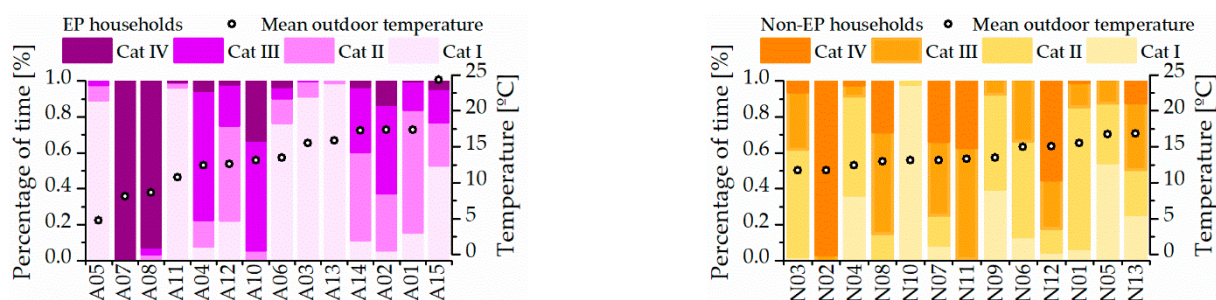 EP households Mean outdoor temperature
Cat IV Cat III Cat II Cat I
Percentage of time [%]
1.0
0.8
0.6
0.4
0.2
0.0
25
20
15
10
5
0
Temperature [ºC]
A05 A07 A08 A11 A04 A12 A10 A06 A03 A13 A14 A02 A01 A15
Non-EP households Mean outdoor temperature
Cat IV Cat III Cat II Cat I
Percentage of time [%]
1.0
0.8
0.6
0.4
0.2
0.0
25
20
15
10
5
0
Temperature [ºC]
N03 N02 N04 N08 N10 N07 N11 N09 N06 N12 N01 N05 N13